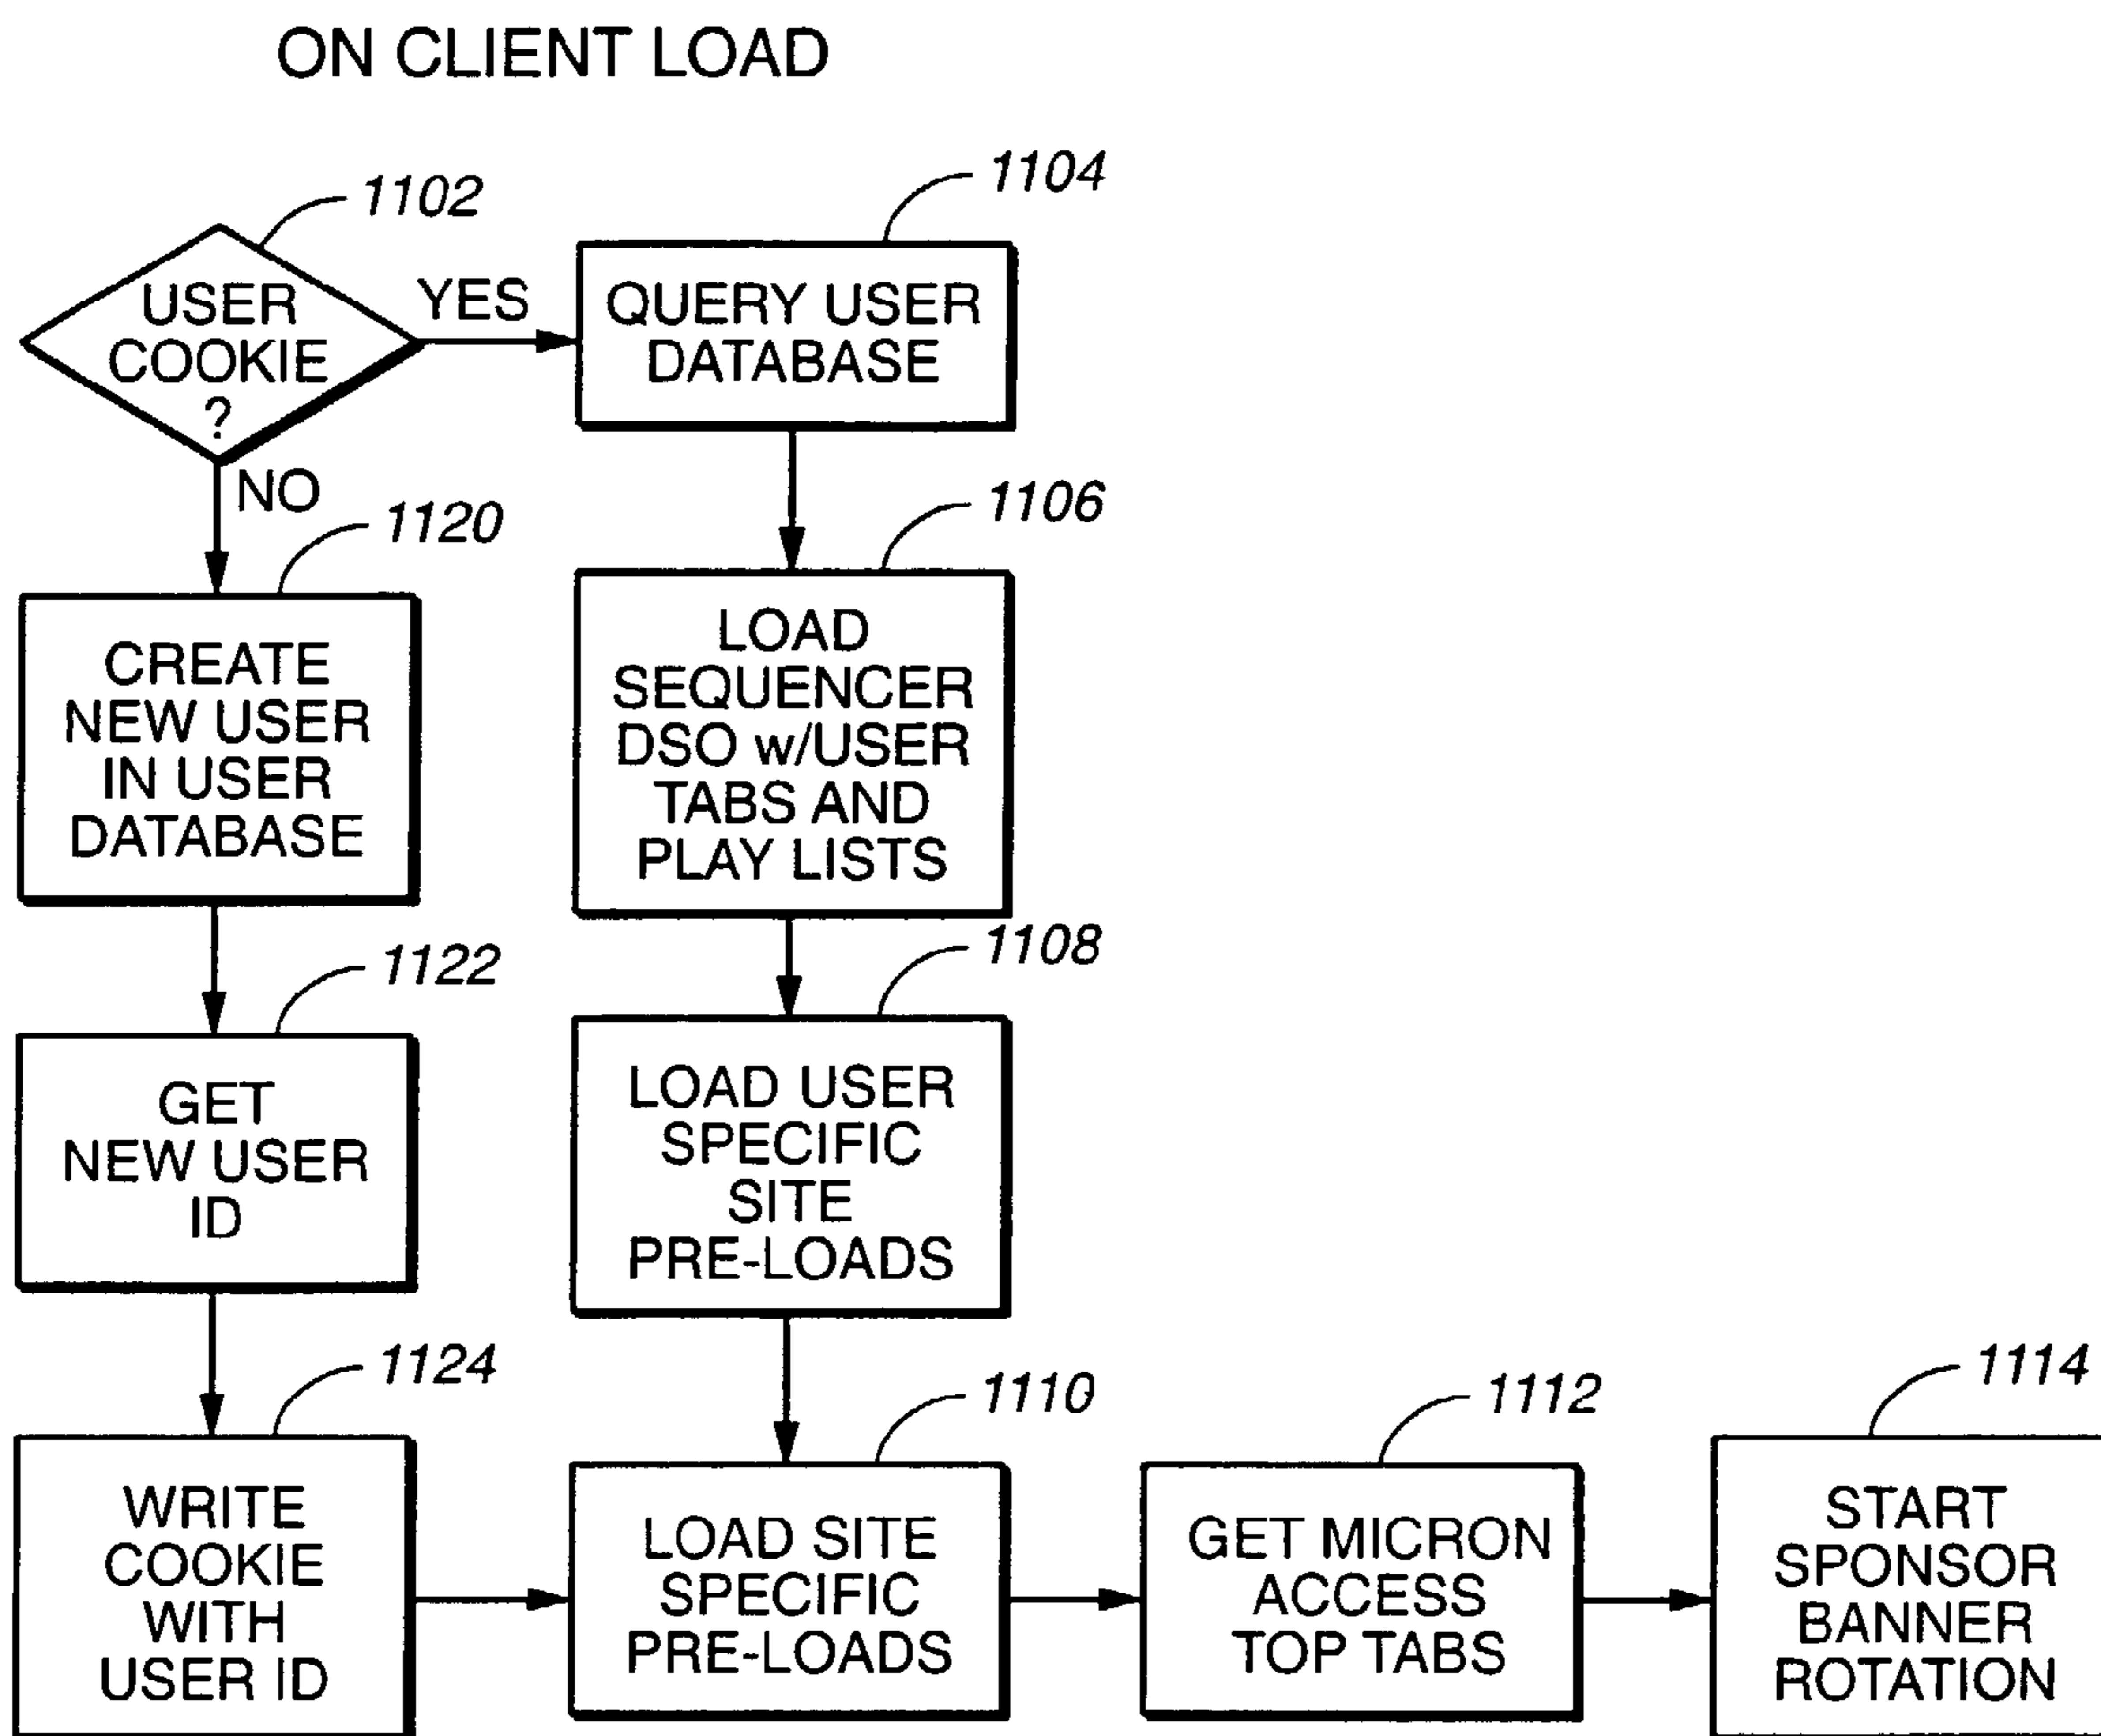 ON CLIENT LOAD
1102
USER
COOKIE
?
YES
NO
1104
QUERY USER
DATABASE
1106
LOAD
SEQUENCER
DSO w/USER
TABS AND
PLAY LISTS
1108
LOAD USER
SPECIFIC
SITE
PRE-LOADS
1120
CREATE
NEW USER
IN USER
DATABASE
1122
GET
NEW USER
ID
1124
WRITE
COOKIE
WITH
USER ID
1110
LOAD SITE
SPECIFIC
PRE-LOADS
1112
GET MICRON
ACCESS
TOP TABS
1114
START
SPONSOR
BANNER
ROTATION